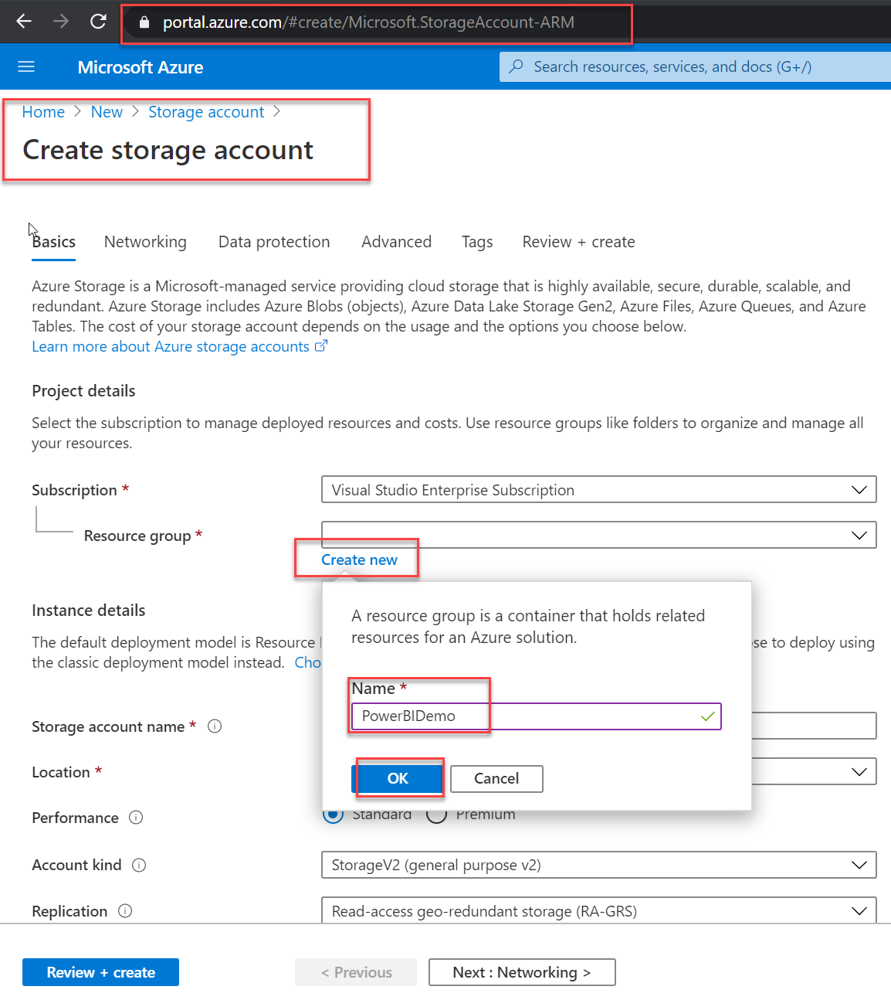 portal.azure.com/#create/Microsoft.StorageAccount-ARM
Microsoft Azure
Search resources, services, and docs (G+/)
Home > New > Storage account >
Create storage account
Basics Networking Data protection Advanced Tags Review + create
Azure Storage is a Microsoft-managed service providing cloud storage that is highly available, secure, durable, scalable, and
redundant. Azure Storage includes Azure Blobs (objects), Azure Data Lake Storage Gen2, Azure Files, Azure Queues, and Azure
Tables. The cost of your storage account depends on the usage and the options you choose below.
Learn more about Azure storage accounts
Project details
Select the subscription to manage deployed resources and costs. Use resource groups like folders to organize and manage all
your resources.
Subscription *
Visual Studio Enterprise Subscription
Resource group *
Create new
A resource group is a container that holds related
resources for an Azure solution.
Name *
PowerBIDemo
OK Cancel
Instance details
The default deployment model is Resource se to deploy using
the classic deployment model instead. Cho
Storage account name *
Location *
Performance
Standard Premium
Account kind
StorageV2 (general purpose v2)
Replication
Read-access geo-redundant storage (RA-GRS)
Review + create < Previous Next : Networking >